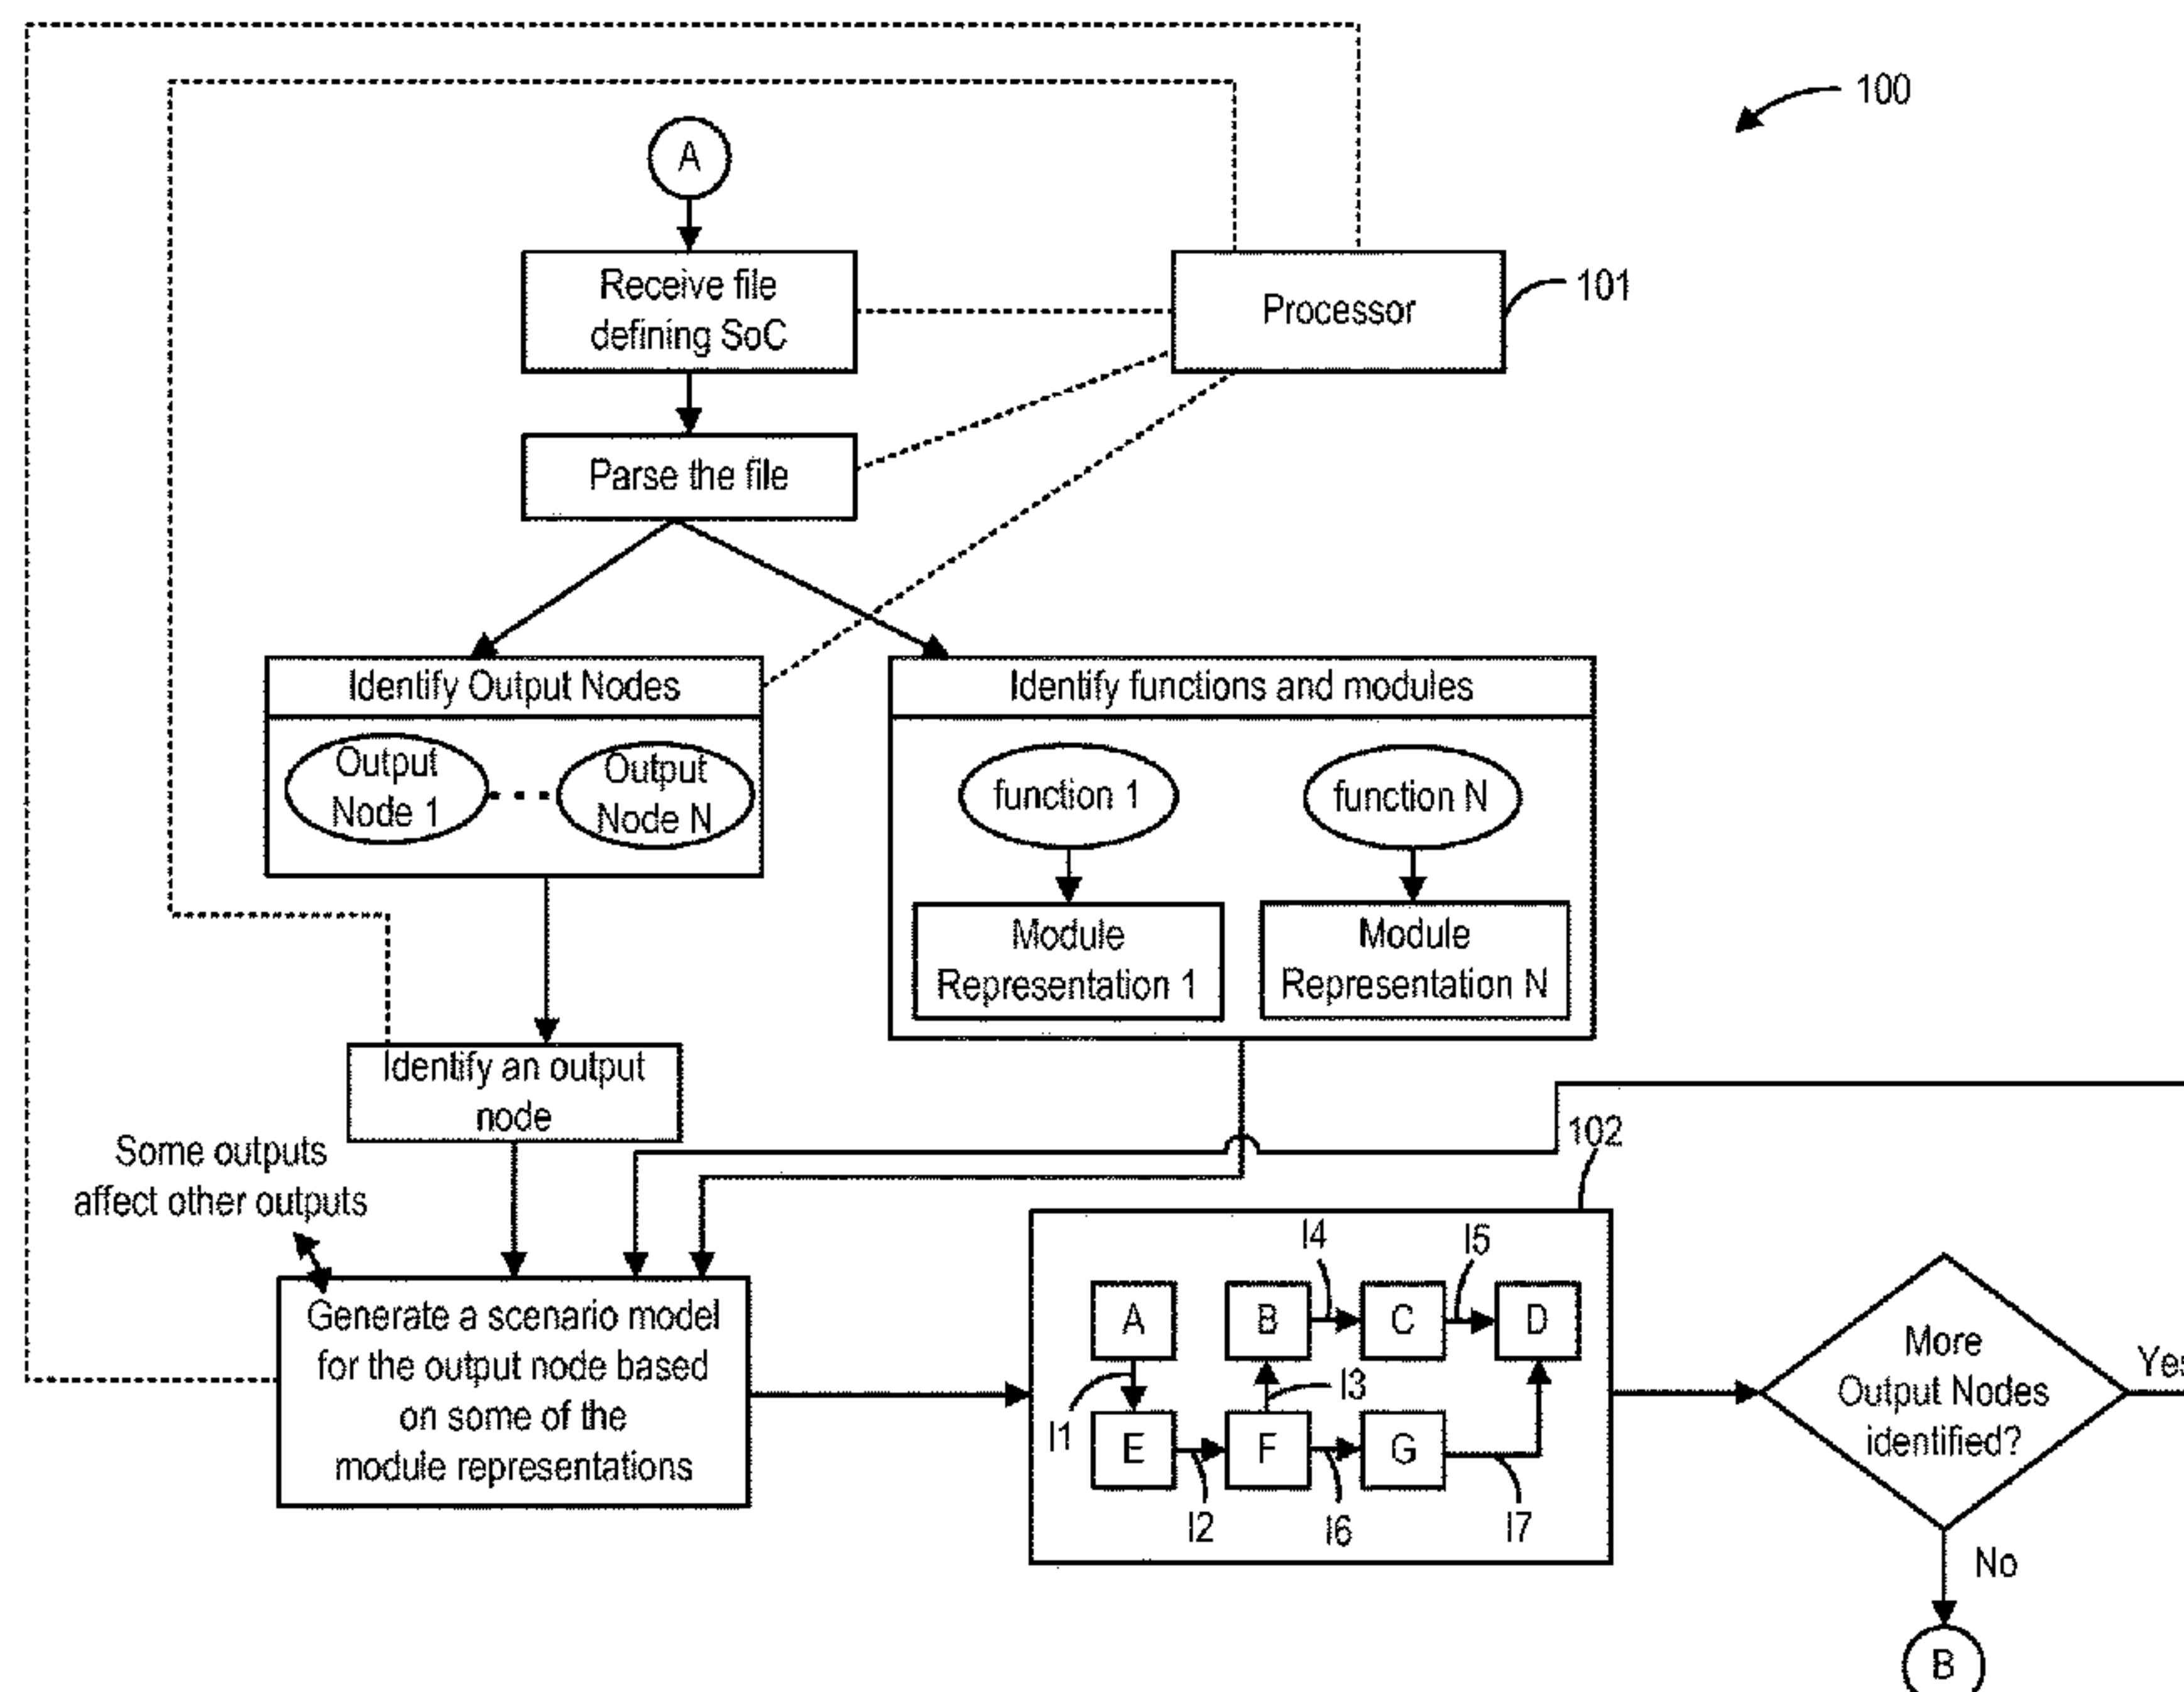 100
A
Receive file
defining SoC
Processor
101
Parse the file
Identify Output Nodes
Output
Node 1
Output
Node N
Identify functions and modules
function 1
function N
Module
Representation 1
Module
Representation N
Identify an output
node
Some outputs
affect other outputs
Generate a scenario model
for the output node based
on some of the
module representations
102
I4
I5
A
B
C
D
I1
I3
E
F
G
I2
I6
I7
More
Output Nodes
identified?
Yes
No
B